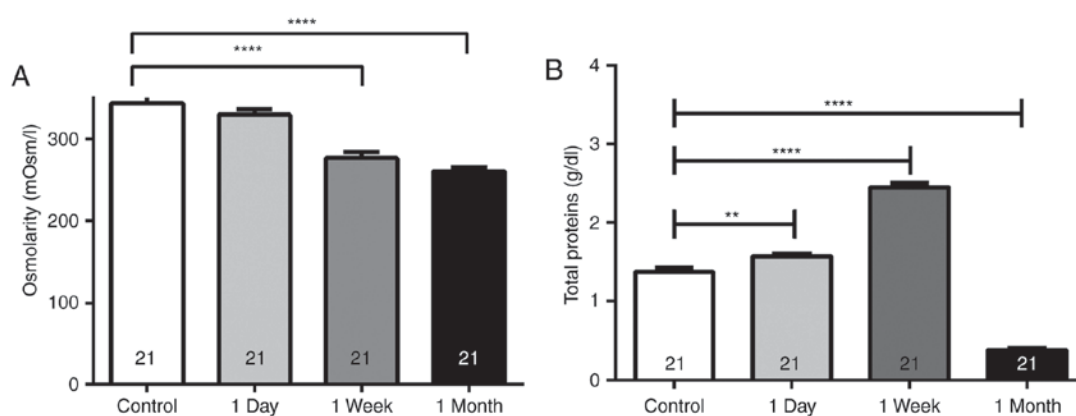 A
****
****
Osmolarity (mOsm/l)
300
200
100
0
21
21
21
21
Control
1 Day
1 Week
1 Month
B
****
****
**
Total proteins (g/dl)
4
3
2
1
0
21
21
21
21
Control
1 Day
1 Week
1 Month